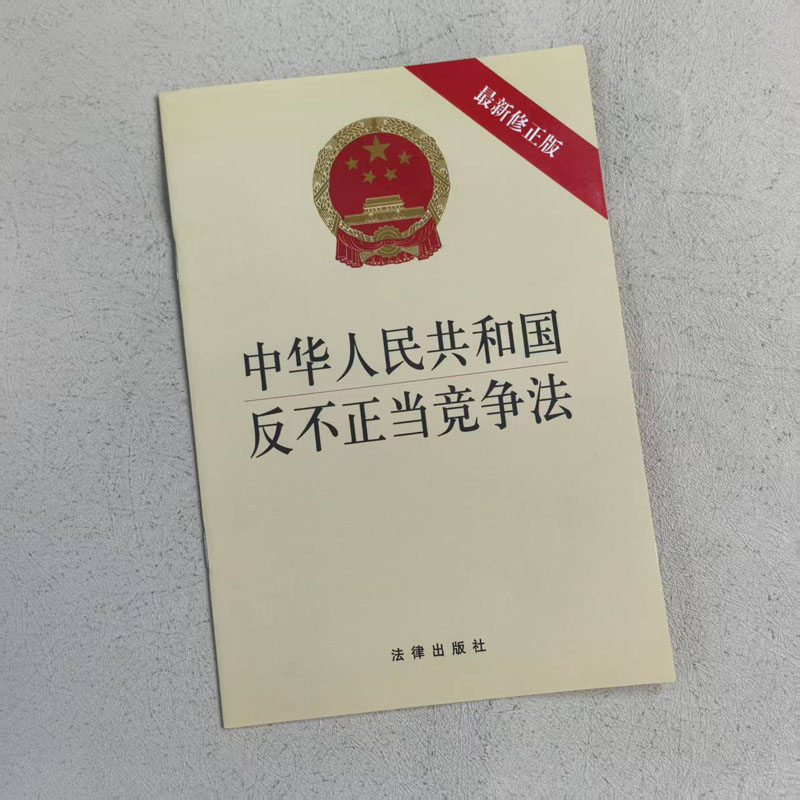 最新修正版
中华人民共和国
反不正当竞争法
法律出版社